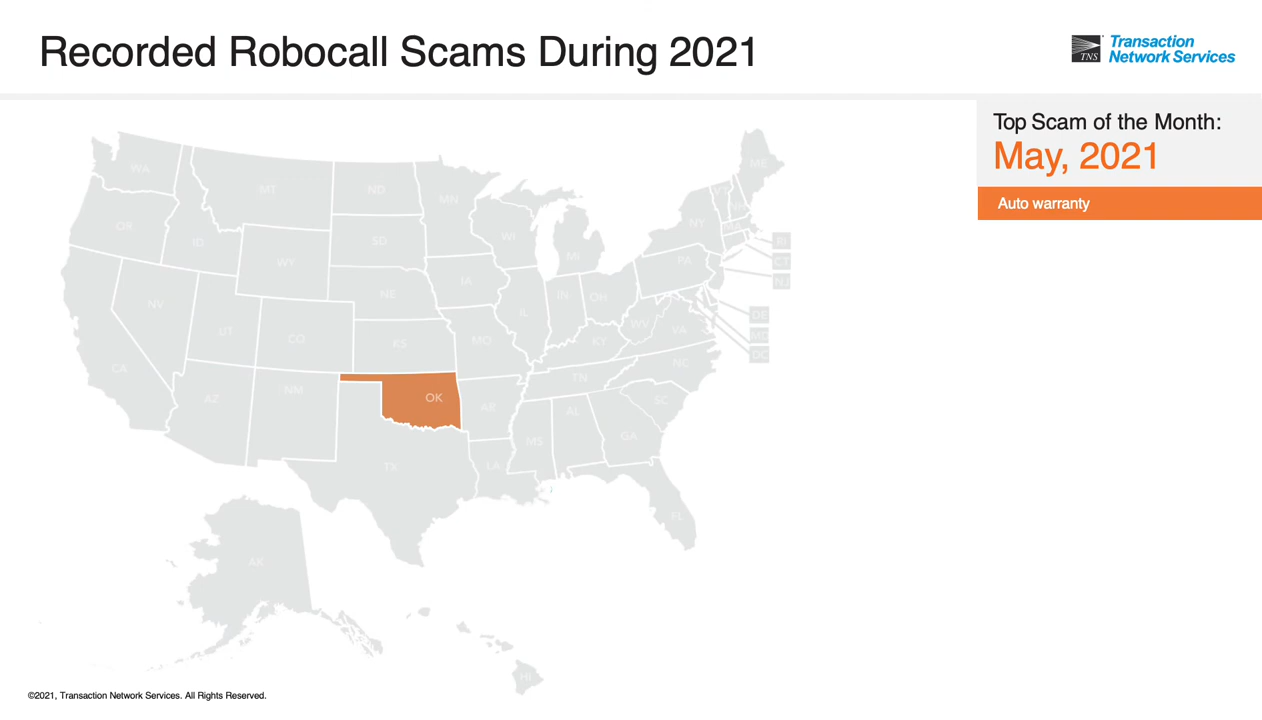 Recorded Robocall Scams During 2021
TNS
Transaction
Network Services
Top Scam of the Month:
May, 2021
Auto warranty
WA
MT
ND
MN
ME
VT
NH
OR
ID
SD
WI
NY
MA
WY
MI
RI
CT
NJ
PA
IA
NE
NV
IL
IN
OH
DE
UT
CO
KS
MO
WV
VA
MD
DC
KY
CA
NC
TN
AZ
NM
OK
AR
SC
AL
GA
MS
TX
LA
FL
AK
HI
©2021, Transaction Network Services. All Rights Reserved.